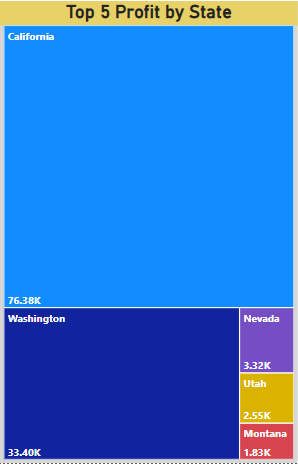 Top 5 Profit by State
California
76.38K
Washington
33.40K
Nevada
3.32K
Utah
2.55K
Montana
1.83K